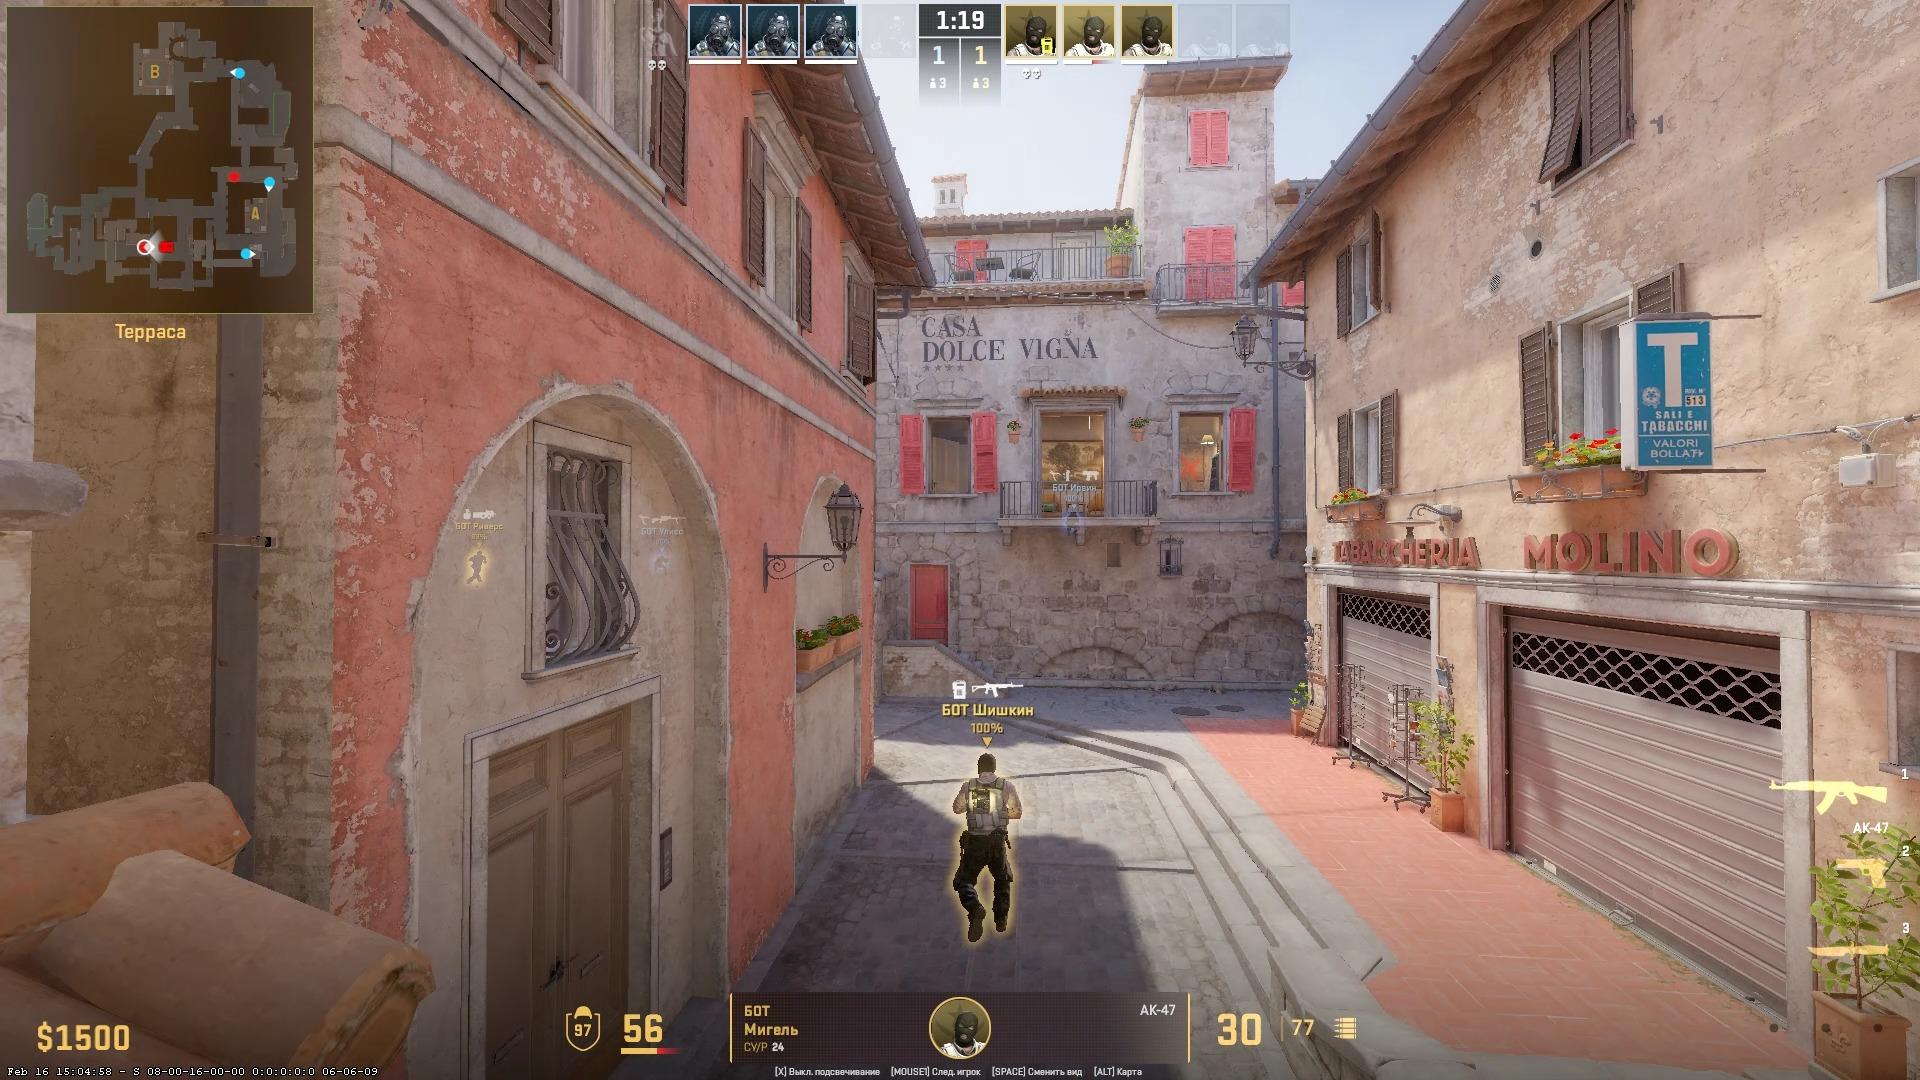 1:19
1
1
3
3
B
A
Терраса
CASA
DOLCE VIGNA
T
RIV. N°
513
SALI E
TABACCHI
VALORI
BOLLATI
TABACCHERIA
MOLINO
БОТ Ирвин
100%
БОТ Риверс
БОТ Улисс
БОТ Шишкин
100%
1
AK-47
2
3
$1500
97
56
БОТ
Мигель
СУ/Р 24
AK-47
30
77
[X] Выкл. подсвечивание [MOUSE1] След. игрок [SPACE] Сменить вид [ALT] Карта
Feb 16 15:04:58 - S 08-00-16-00-00 0:0:0:0:0 06-06-09